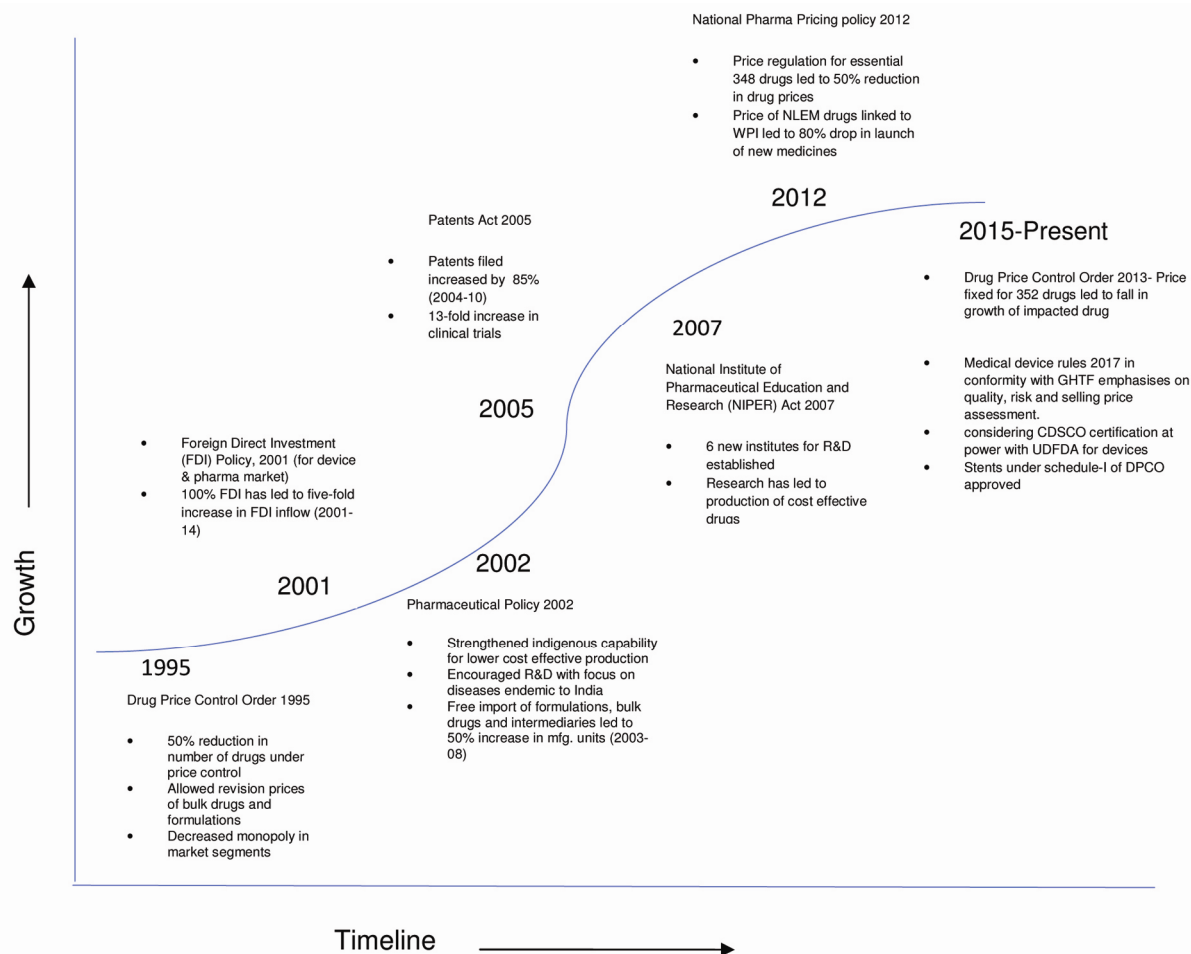 National Pharma Pricing policy 2012
• Price regulation for essential
348 drugs led to 50% reduction
in drug prices
• Price of NLEM drugs linked to
WPI led to 80% drop in launch
of new medicines
2012
Patents Act 2005
• Patents filed
increased by 85%
(2004-10)
• 13-fold increase in
clinical trials
2005
2015-Present
• Drug Price Control Order 2013- Price
fixed for 352 drugs led to fall in
growth of impacted drug
• Medical device rules 2017 in
conformity with GHTF emphasises on
quality, risk and selling price
assessment.
• considering CDSCO certification at
power with UDFDA for devices
• Stents under schedule-I of DPCO
approved
2007
National Institute of
Pharmaceutical Education and
Research (NIPER) Act 2007
• 6 new institutes for R&D
established
• Research has led to
production of cost effective
drugs
• Foreign Direct Investment
(FDI) Policy, 2001 (for device
& pharma market)
• 100% FDI has led to five-fold
increase in FDI inflow (2001-
14)
2001
2002
Pharmaceutical Policy 2002
• Strengthened indigenous capability
for lower cost effective production
• Encouraged R&D with focus on
diseases endemic to India
• Free import of formulations, bulk
drugs and intermediaries led to
50% increase in mfg. units (2003-
08)
1995
Drug Price Control Order 1995
• 50% reduction in
number of drugs under
price control
• Allowed revision prices
of bulk drugs and
formulations
• Decreased monopoly in
market segments
Growth
Timeline